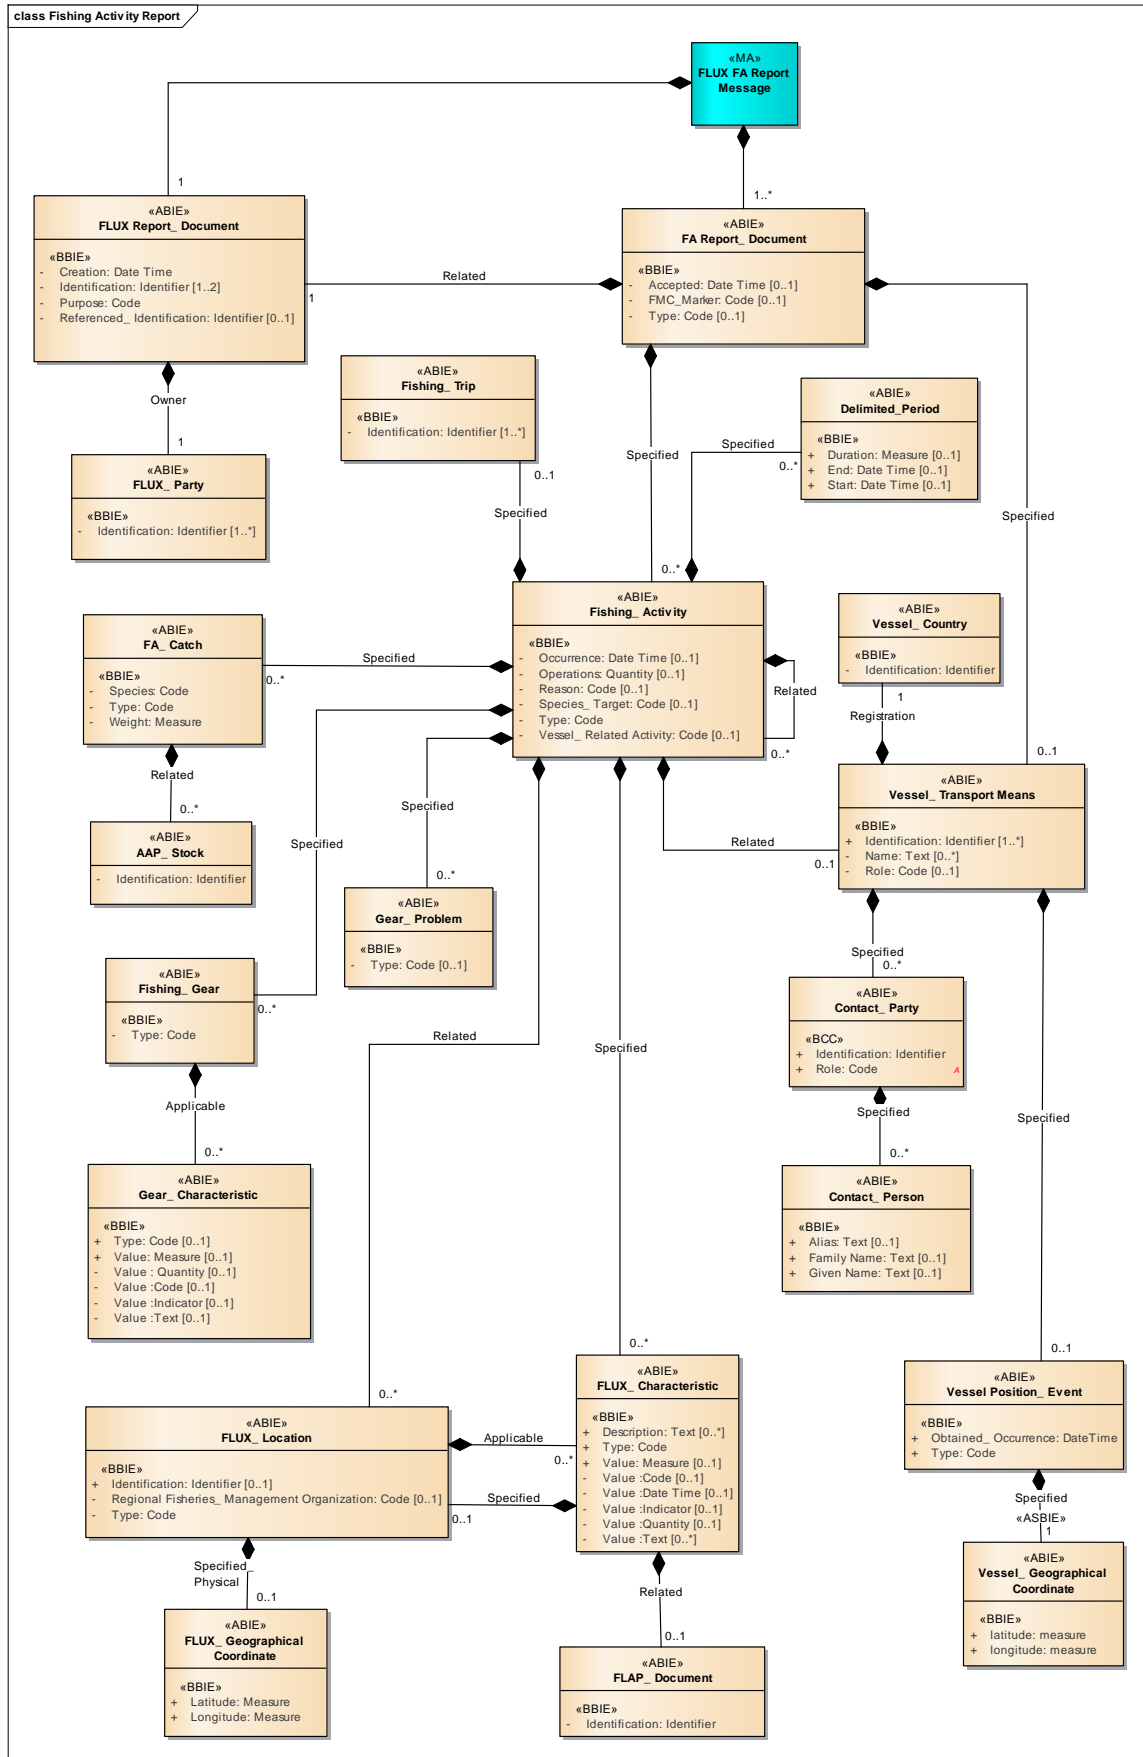 class Fishing Activity Report
«MA»
FLUX FA Report
Message
1
1..*
«ABIE»
FLUX Report_ Document
«BBIE»
- Creation: Date Time
- Identification: Identifier [1..2]
- Purpose: Code
- Referenced_ Identification: Identifier [0..1]
«ABIE»
FA Report_ Document
«BBIE»
- Accepted: Date Time [0..1]
- FMC_Marker: Code [0..1]
- Type: Code [0..1]
Related
1
Owner
1
«ABIE»
FLUX_ Party
«BBIE»
- Identification: Identifier [1..*]
«ABIE»
Fishing_ Trip
«BBIE»
- Identification: Identifier [1..*]
0..1
Specified
Specified
0..*
«ABIE»
Delimited_Period
«BBIE»
+ Duration: Measure [0..1]
+ End: Date Time [0..1]
+ Start: Date Time [0..1]
Specified
0..*
Specified
0..1
«ABIE»
Fishing_ Activity
«BBIE»
- Occurrence: Date Time [0..1]
- Operations: Quantity [0..1]
- Reason: Code [0..1]
- Species_ Target: Code [0..1]
- Type: Code
- Vessel_ Related Activity: Code [0..1]
Related
0..*
«ABIE»
Vessel_ Country
«BBIE»
- Identification: Identifier
1
Registration
«ABIE»
FA_ Catch
«BBIE»
- Species: Code
- Type: Code
- Weight: Measure
Specified
0..*
Related
0..*
«ABIE»
AAP_ Stock
- Identification: Identifier
«ABIE»
Vessel_ Transport Means
«BBIE»
+ Identification: Identifier [1..*]
- Name: Text [0..*]
- Role: Code [0..1]
Related
0..1
Specified
0..*
«ABIE»
Gear_ Problem
«BBIE»
- Type: Code [0..1]
Specified
0..*
«ABIE»
Fishing_ Gear
«BBIE»
- Type: Code
Applicable
0..*
Specified
0..*
«ABIE»
Contact_ Party
«BCC»
+ Identification: Identifier
+ Role: Code
A
Specified
0..*
«ABIE»
Contact_ Person
«BBIE»
+ Alias: Text [0..1]
+ Family Name: Text [0..1]
+ Given Name: Text [0..1]
«ABIE»
Gear_ Characteristic
«BBIE»
+ Type: Code [0..1]
+ Value: Measure [0..1]
- Value : Quantity [0..1]
- Value :Code [0..1]
- Value :Indicator [0..1]
- Value :Text [0..1]
Related
0..*
Specified
0..*
Specified
0..1
«ABIE»
FLUX_ Location
«BBIE»
+ Identification: Identifier [0..1]
- Regional Fisheries_ Management Organization: Code [0..1]
- Type: Code
Applicable
0..*
Specified
0..1
«ABIE»
FLUX_ Characteristic
«BBIE»
+ Description: Text [0..*]
+ Type: Code
+ Value: Measure [0..1]
- Value :Code [0..1]
- Value :Date Time [0..1]
- Value :Indicator [0..1]
- Value :Quantity [0..1]
- Value :Text [0..*]
«ABIE»
Vessel Position_ Event
«BBIE»
+ Obtained_ Occurrence: DateTime
+ Type: Code
Specified
«ASBIE»
1
«ABIE»
Vessel_ Geographical
Coordinate
«BBIE»
+ latitude: measure
+ longitude: measure
Specified_
Physical
0..1
«ABIE»
FLUX_ Geographical
Coordinate
«BBIE»
+ Latitude: Measure
+ Longitude: Measure
Related
0..1
«ABIE»
FLAP_ Document
«BBIE»
- Identification: Identifier